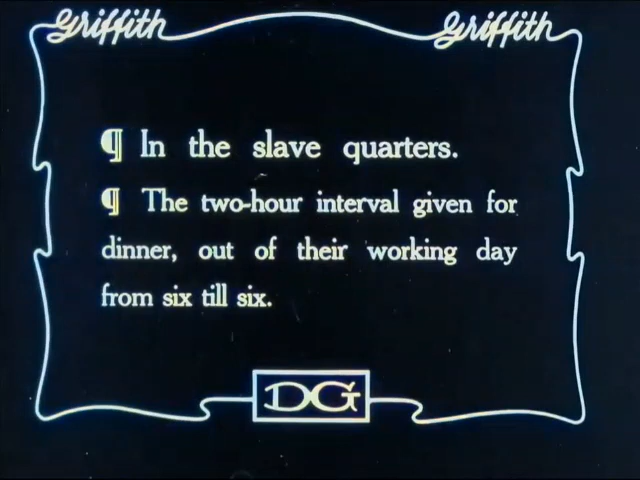 Griffith Griffith
¶ In the slave quarters.
¶ The two-hour interval given for
dinner, out of their working day
from six till six.
DG